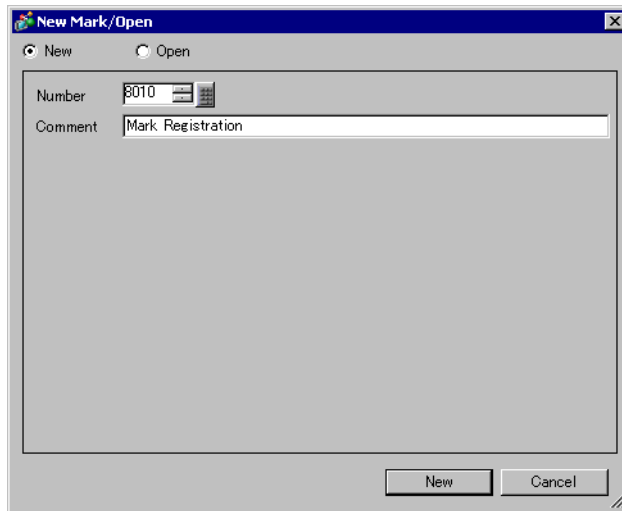 New Mark/Open
New Open
Number 8010
Comment Mark Registration
New Cancel